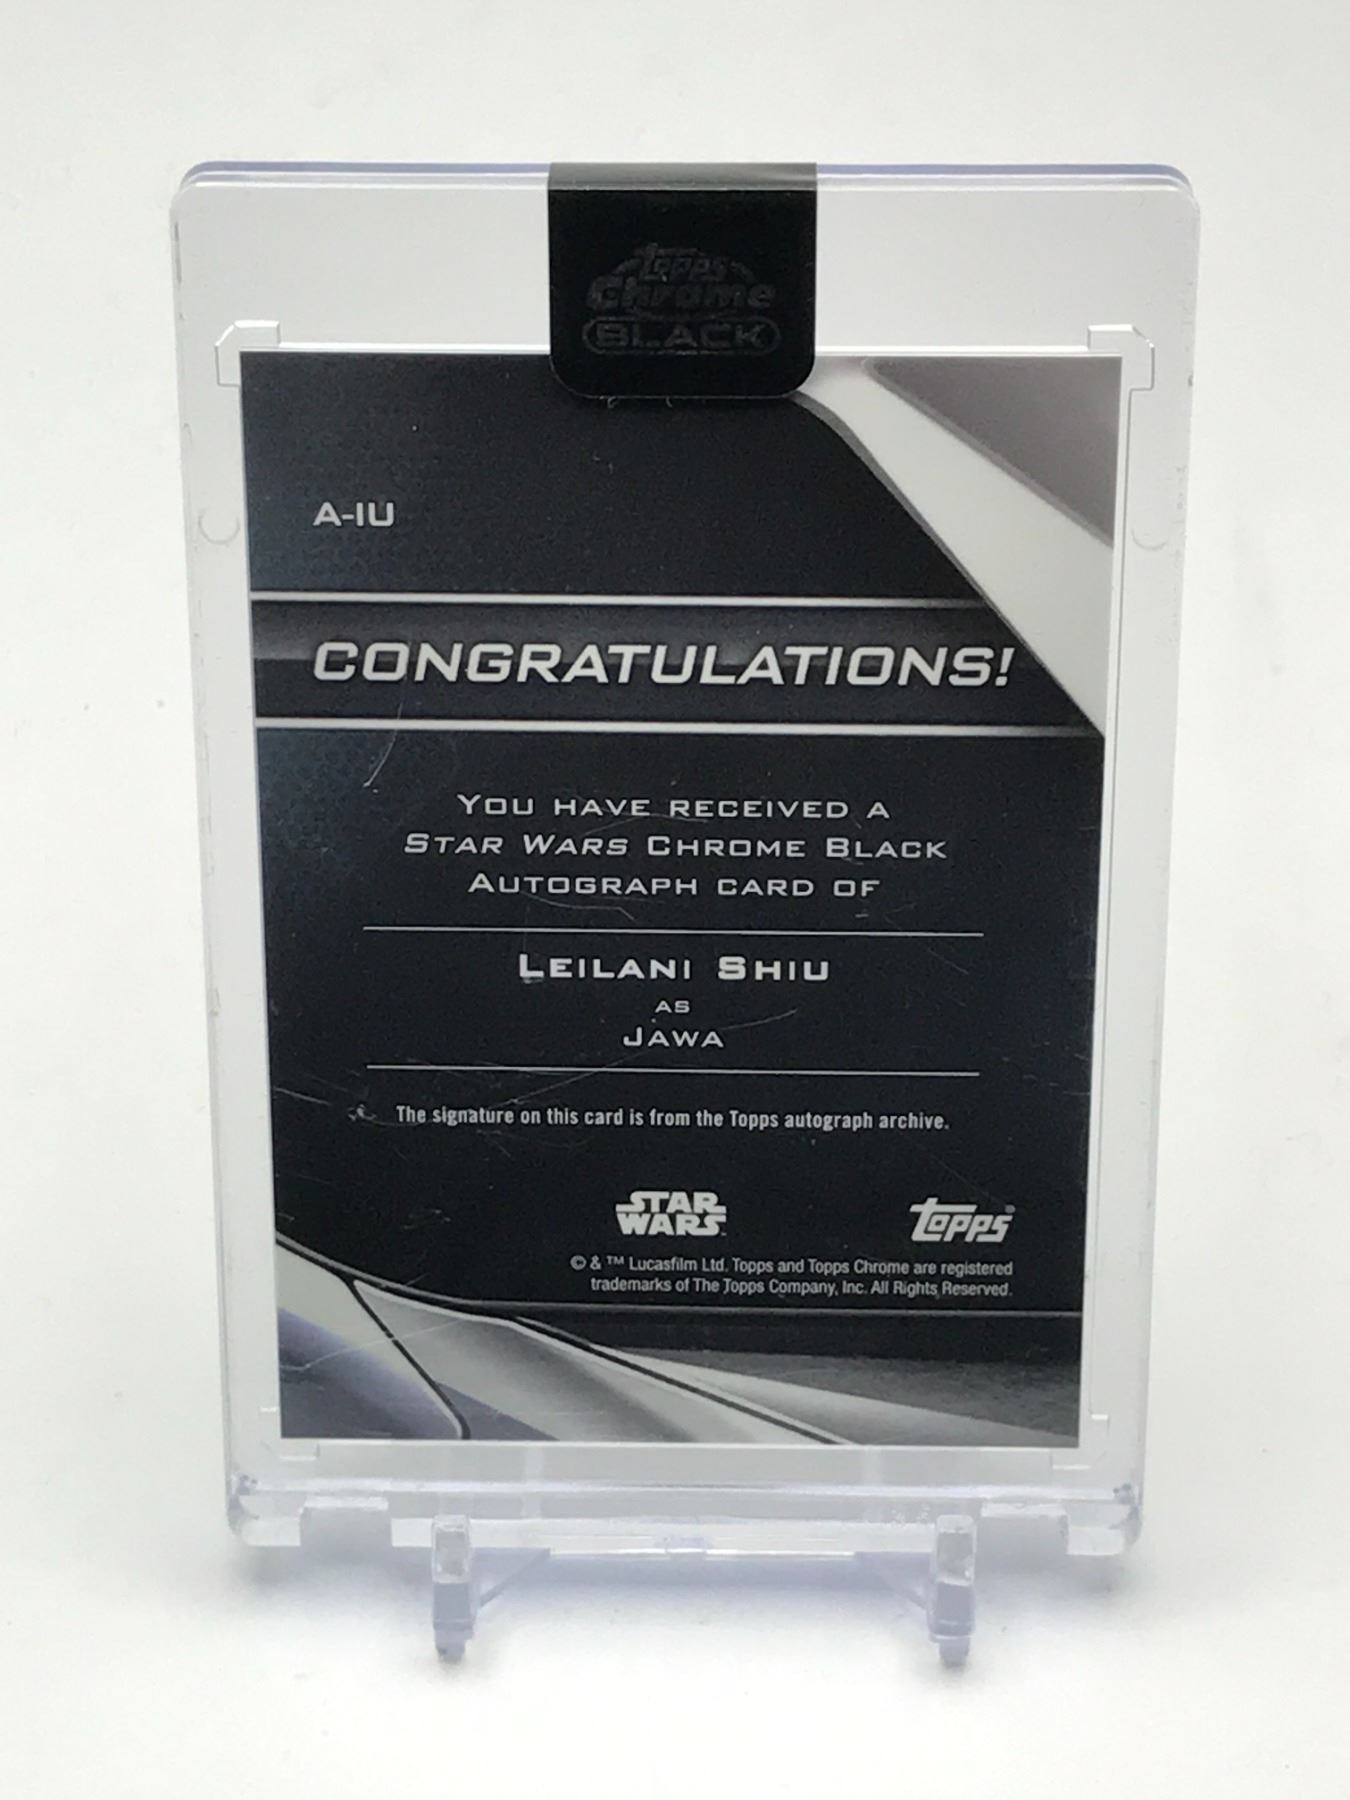 Topps
Chrome
BLACK
A-IU
CONGRATULATIONS!
YOU HAVE RECEIVED A
STAR WARS CHROME BLACK
AUTOGRAPH CARD OF
LEILANI SHIU
AS
JAWA
The signature on this card is from the Topps autograph archive.
STAR
WARS
topps®
© & ™ Lucasfilm Ltd. Topps and Topps Chrome are registered
trademarks of The Topps Company, Inc. All Rights Reserved.